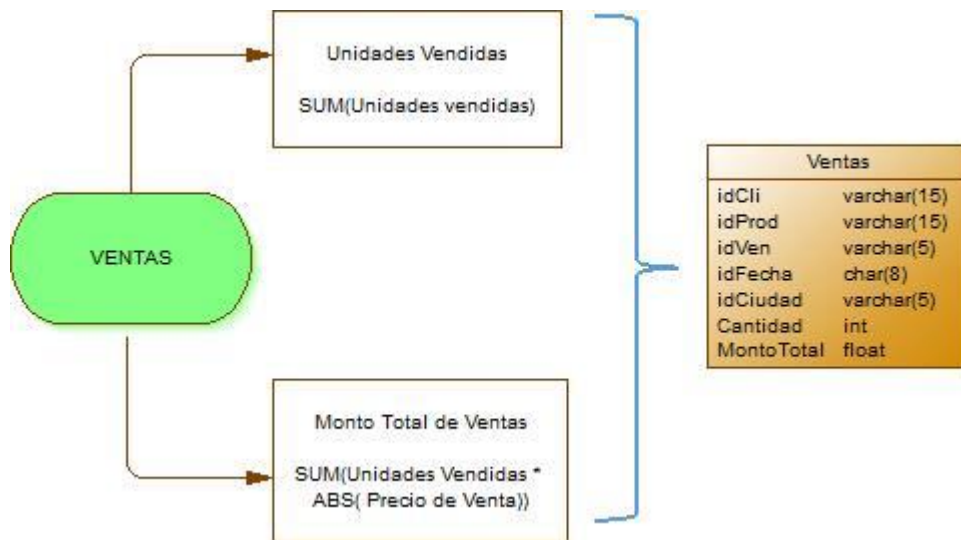 Unidades Vendidas
SUM(Unidades vendidas)
VENTAS
Monto Total de Ventas
SUM(Unidades Vendidas *
ABS( Precio de Venta))
Ventas
idCli varchar(15)
idProd varchar(15)
idVen varchar(5)
idFecha char(8)
idCiudad varchar(5)
Cantidad int
MontoTotal float